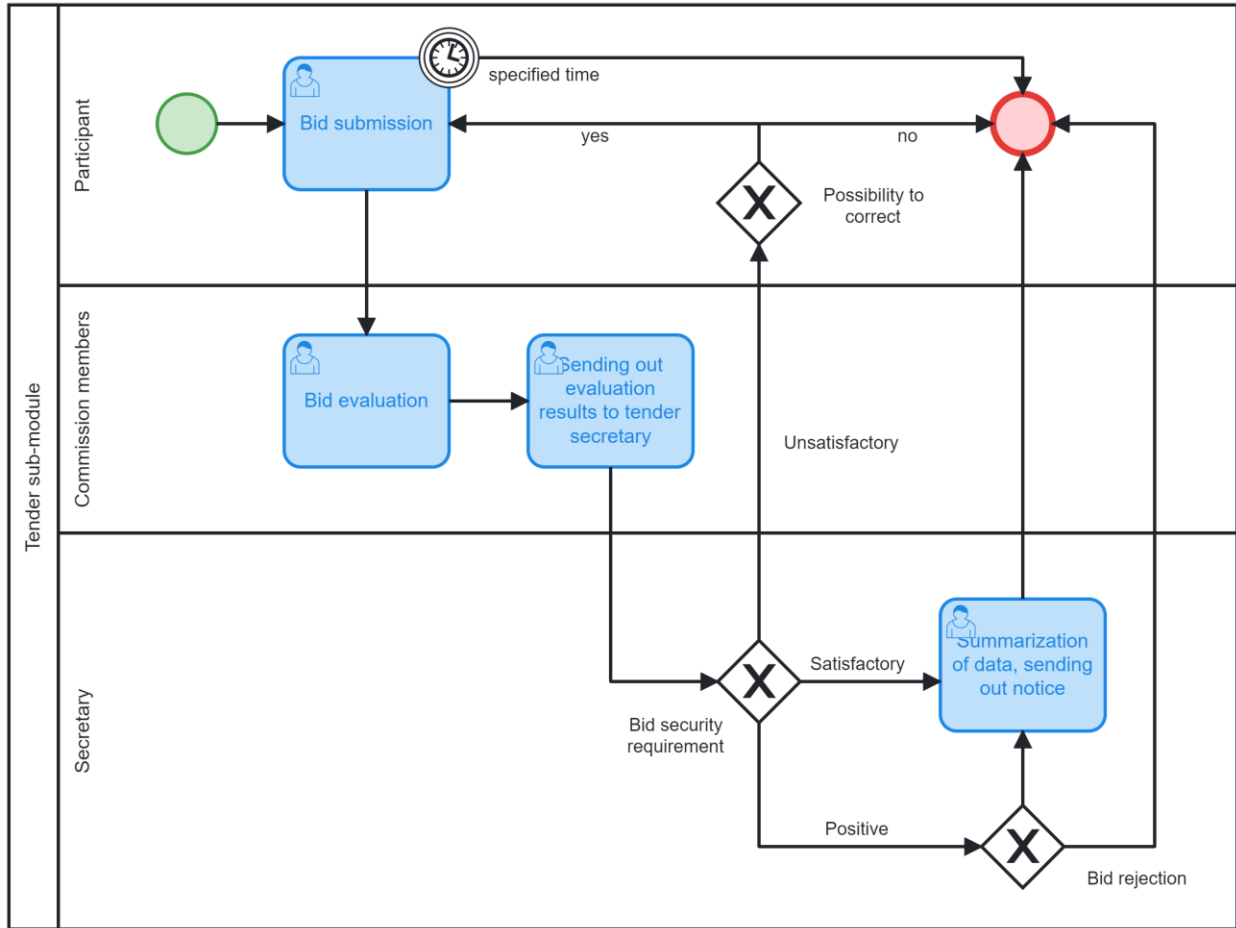 Tender sub-module
Participant
specified time
Bid submission
yes
no
Possibility to
correct
Commission members
Bid evaluation
Sending out
evaluation
results to tender
secretary
Unsatisfactory
Secretary
Bid security
requirement
Satisfactory
Summarization
of data, sending
out notice
Positive
Bid rejection